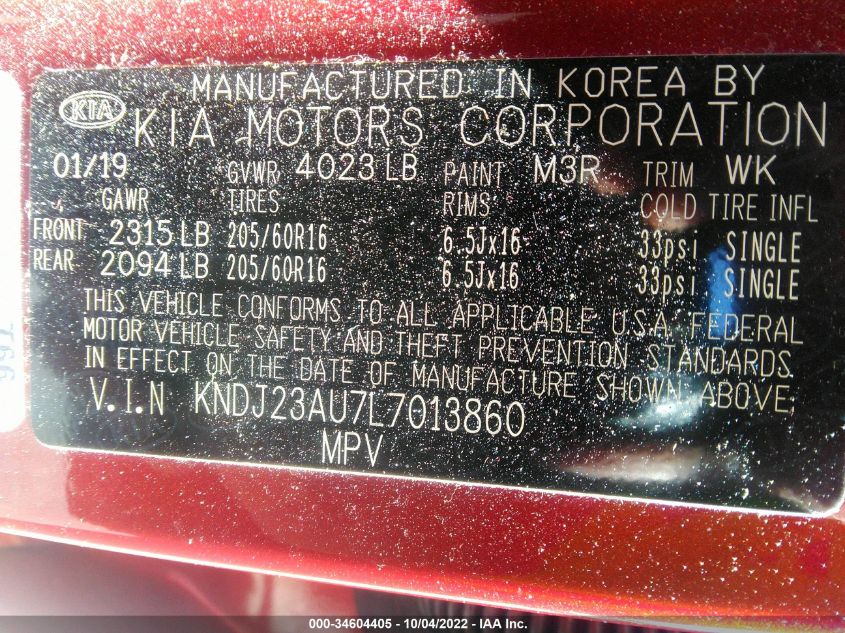 MANUFACTURED IN KOREA BY
KIA KIA MOTORS CORPORATION
01/19 GVWR 4023 LB PAINT M3R TRIM WK
GAWR TIRES RIMS COLD TIRE INFL
FRONT 2315 LB 205/60R16 6.5Jx16 33psi SINGLE
REAR 2094 LB 205/60R16 6.5Jx16 33psi SINGLE
THIS VEHICLE CONFORMS TO ALL APPLICABLE U.S.A. FEDERAL
MOTOR VEHICLE SAFETY AND THEFT PREVENTION STANDARDS
IN EFFECT ON THE DATE OF MANUFACTURE SHOWN ABOVE.
V.I.N KNDJ23AU7L7013860
MPV
000-34604405 - 10/04/2022 - IAA Inc.